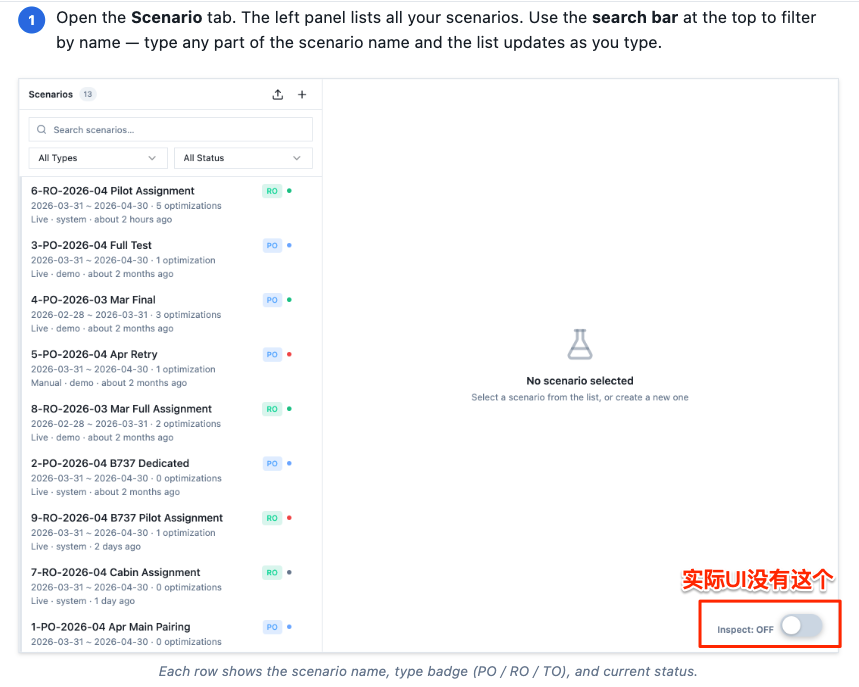 1
Open the Scenario tab. The left panel lists all your scenarios. Use the search bar at the top to filter
by name — type any part of the scenario name and the list updates as you type.
Scenarios 13
Search scenarios...
All Types
All Status
6-RO-2026-04 Pilot Assignment RO
2026-03-31 ~ 2026-04-30 · 5 optimizations
Live · system · about 2 hours ago
3-PO-2026-04 Full Test PO
2026-03-31 ~ 2026-04-30 · 1 optimization
Live · demo · about 2 months ago
4-PO-2026-03 Mar Final PO
2026-02-28 ~ 2026-03-31 · 3 optimizations
Live · demo · about 2 months ago
5-PO-2026-04 Apr Retry PO
2026-03-31 ~ 2026-04-30 · 1 optimization
Manual · demo · about 2 months ago
8-RO-2026-03 Mar Full Assignment RO
2026-02-28 ~ 2026-03-31 · 2 optimizations
Live · demo · about 2 months ago
2-PO-2026-04 B737 Dedicated PO
2026-03-31 ~ 2026-04-30 · 0 optimizations
Live · system · about 2 months ago
9-RO-2026-04 B737 Pilot Assignment RO
2026-03-31 ~ 2026-04-30 · 1 optimization
Live · system · 2 days ago
7-RO-2026-04 Cabin Assignment RO
2026-03-31 ~ 2026-04-30 · 0 optimizations
Live · system · 1 day ago
1-PO-2026-04 Apr Main Pairing PO
2026-03-31 ~ 2026-04-30 · 0 optimizations
No scenario selected
Select a scenario from the list, or create a new one
实际UI没有这个
Inspect: OFF
Each row shows the scenario name, type badge (PO / RO / TO), and current status.